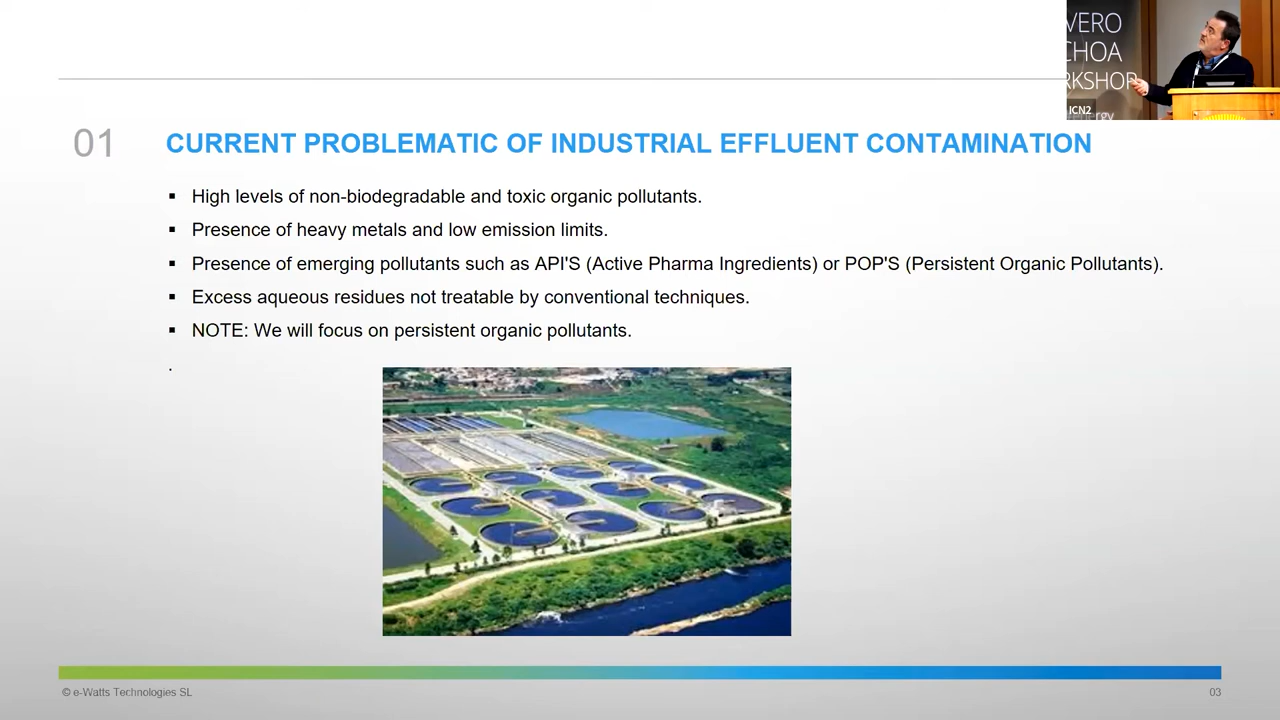 VERO
CHOA
RKSHOP
ICN2
energy
01
CURRENT PROBLEMATIC OF INDUSTRIAL EFFLUENT CONTAMINATION
▪ High levels of non-biodegradable and toxic organic pollutants.
▪ Presence of heavy metals and low emission limits.
▪ Presence of emerging pollutants such as API'S (Active Pharma Ingredients) or POP'S (Persistent Organic Pollutants).
▪ Excess aqueous residues not treatable by conventional techniques.
▪ NOTE: We will focus on persistent organic pollutants.
.
© e-Watts Technologies SL
03